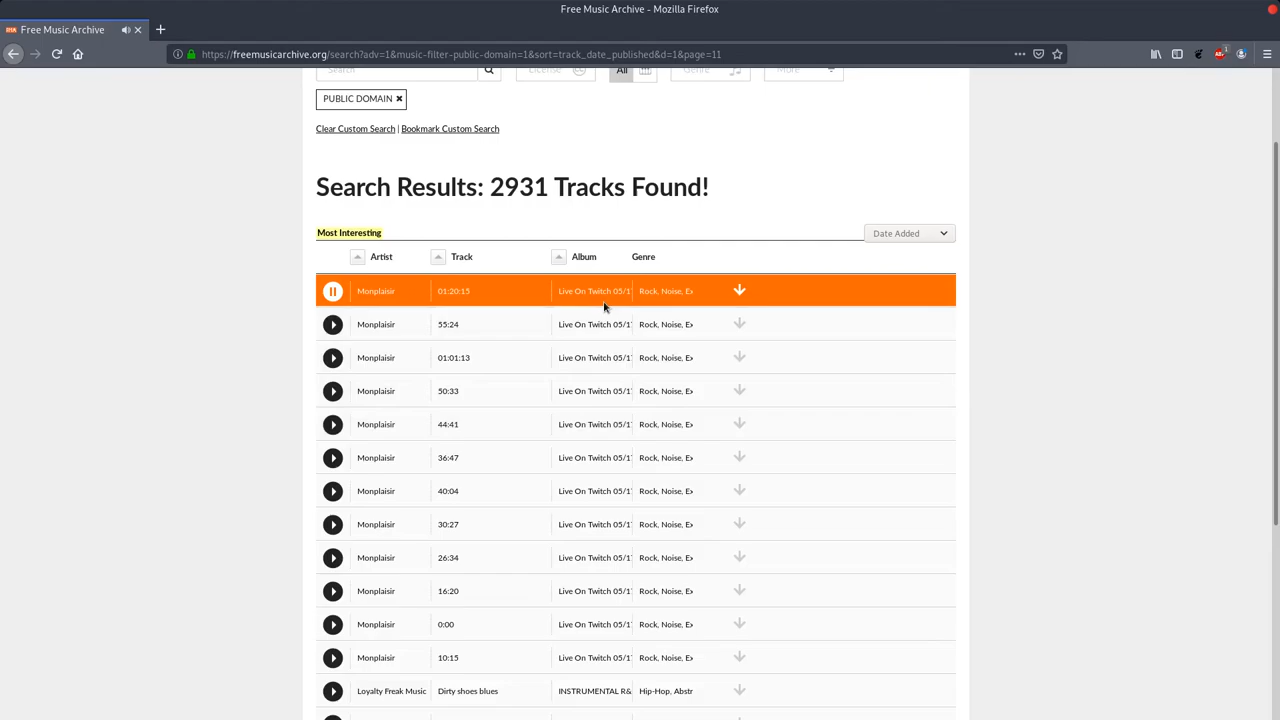 Free Music Archive - Mozilla Firefox
Free Music Archive
https://freemusicarchive.org/search?adv=1&music-filter-public-domain=1&sort=track_date_published&d=1&page=11
Search License All Genre More
PUBLIC DOMAIN
Clear Custom Search | Bookmark Custom Search
Search Results: 2931 Tracks Found!
Most Interesting Date Added
Artist Track Album Genre
Monplaisir 01:20:15 Live On Twitch 05/1 Rock, Noise, Ex
Monplaisir 55:24 Live On Twitch 05/1 Rock, Noise, Ex
Monplaisir 01:01:13 Live On Twitch 05/1 Rock, Noise, Ex
Monplaisir 50:33 Live On Twitch 05/1 Rock, Noise, Ex
Monplaisir 44:41 Live On Twitch 05/1 Rock, Noise, Ex
Monplaisir 36:47 Live On Twitch 05/1 Rock, Noise, Ex
Monplaisir 40:04 Live On Twitch 05/1 Rock, Noise, Ex
Monplaisir 30:27 Live On Twitch 05/1 Rock, Noise, Ex
Monplaisir 26:34 Live On Twitch 05/1 Rock, Noise, Ex
Monplaisir 16:20 Live On Twitch 05/1 Rock, Noise, Ex
Monplaisir 0:00 Live On Twitch 05/1 Rock, Noise, Ex
Monplaisir 10:15 Live On Twitch 05/1 Rock, Noise, Ex
Loyalty Freak Music Dirty shoes blues INSTRUMENTAL R& Hip-Hop, Abstr